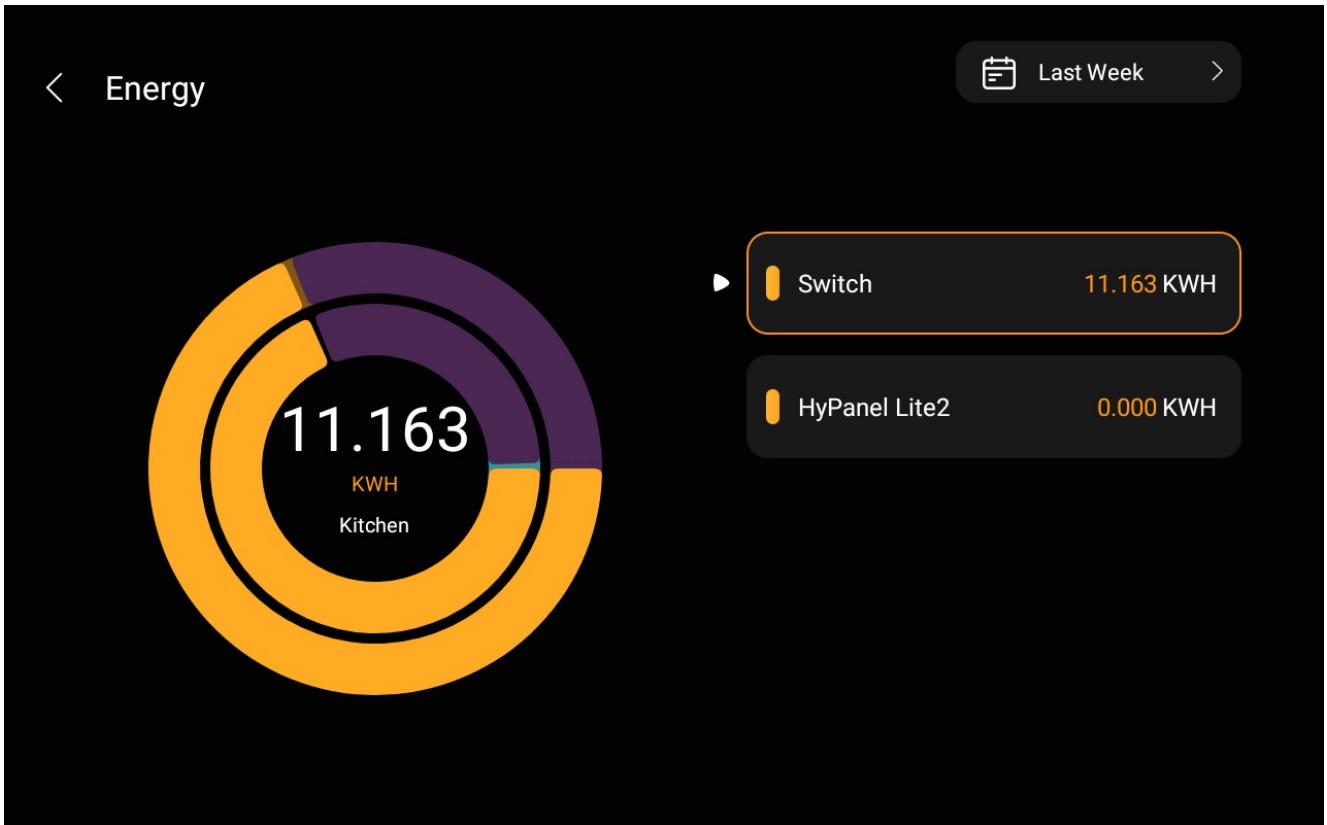 Energy
Last Week
11.163
KWH
Kitchen
Switch 11.163 KWH
HyPanel Lite2 0.000 KWH